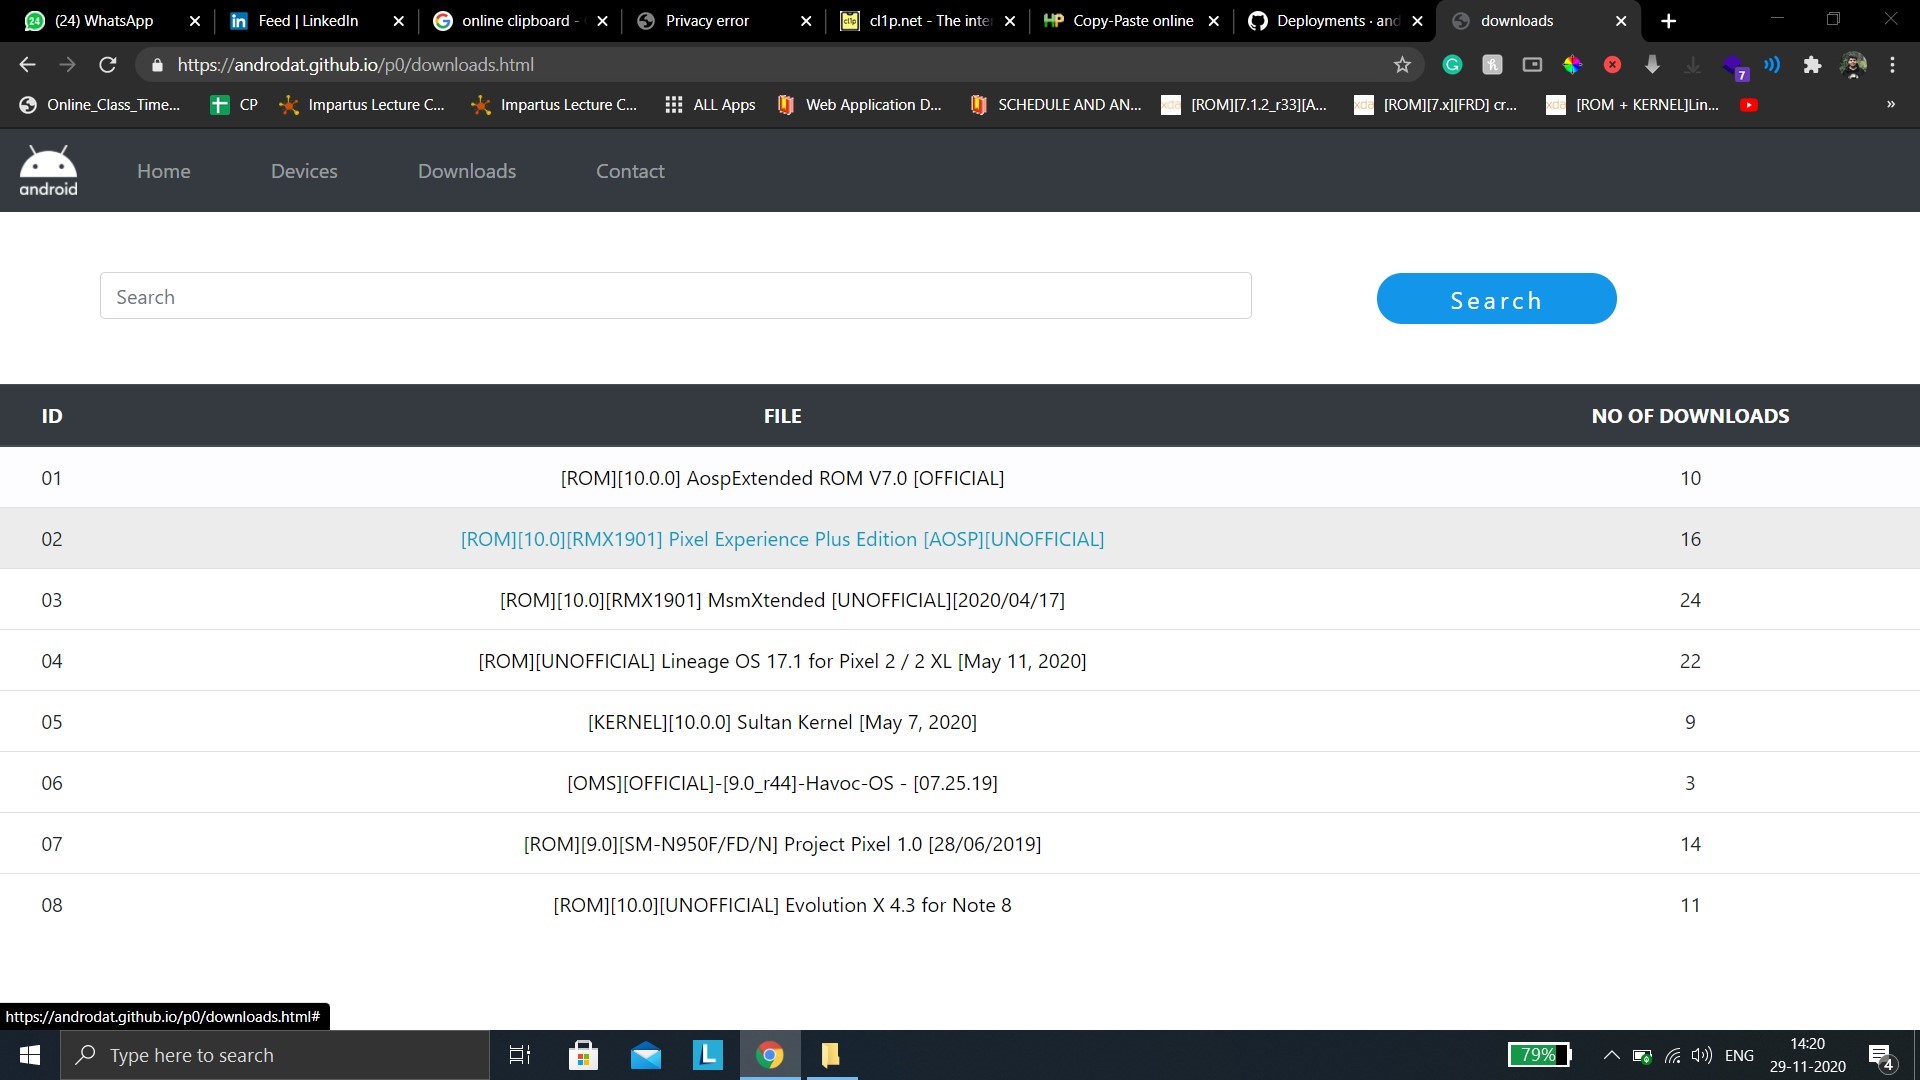 (24) WhatsApp
Feed | LinkedIn
online clipboard -
Privacy error
cl1p.net - The inter
Copy-Paste online
Deployments · and
downloads
https://androdat.github.io/p0/downloads.html
7
Online_Class_Time...
CP
Impartus Lecture C...
Impartus Lecture C...
ALL Apps
Web Application D...
SCHEDULE AND AN...
[ROM][7.1.2_r33][A...
[ROM][7.x][FRD] cr...
[ROM + KERNEL]Lin...
»
android
Home
Devices
Downloads
Contact
Search
Search
ID FILE NO OF DOWNLOADS
01 [ROM][10.0.0] AospExtended ROM V7.0 [OFFICIAL] 10
02 [ROM][10.0][RMX1901] Pixel Experience Plus Edition [AOSP][UNOFFICIAL] 16
03 [ROM][10.0][RMX1901] MsmXtended [UNOFFICIAL][2020/04/17] 24
04 [ROM][UNOFFICIAL] Lineage OS 17.1 for Pixel 2 / 2 XL [May 11, 2020] 22
05 [KERNEL][10.0.0] Sultan Kernel [May 7, 2020] 9
06 [OMS][OFFICIAL]-[9.0_r44]-Havoc-OS - [07.25.19] 3
07 [ROM][9.0][SM-N950F/FD/N] Project Pixel 1.0 [28/06/2019] 14
08 [ROM][10.0][UNOFFICIAL] Evolution X 4.3 for Note 8 11
https://androdat.github.io/p0/downloads.html#
Type here to search
L
79%
ENG
14:20
29-11-2020
4